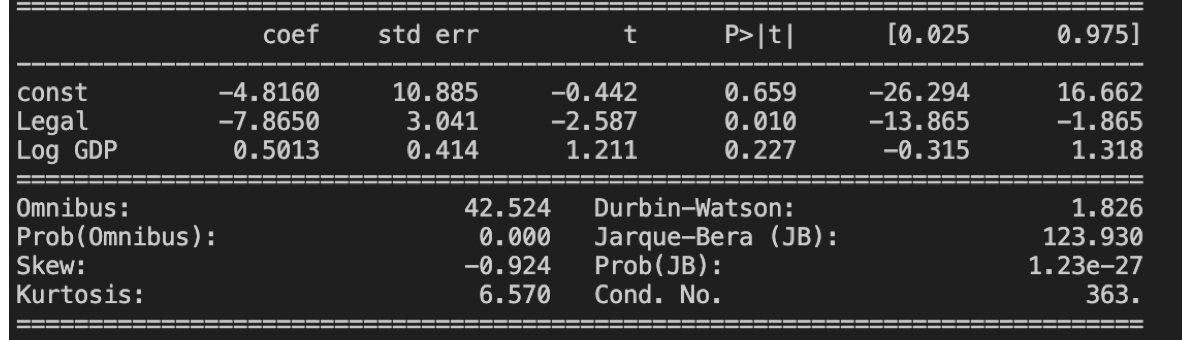 ==============================================================================
                 coef    std err          t      P>|t|      [0.025      0.975]
------------------------------------------------------------------------------
const         -4.8160     10.885     -0.442      0.659     -26.294      16.662
Legal         -7.8650      3.041     -2.587      0.010     -13.865      -1.865
Log GDP        0.5013      0.414      1.211      0.227      -0.315       1.318
==============================================================================
Omnibus:                       42.524   Durbin-Watson:                   1.826
Prob(Omnibus):                  0.000   Jarque-Bera (JB):              123.930
Skew:                          -0.924   Prob(JB):                     1.23e-27
Kurtosis:                       6.570   Cond. No.                         363.
==============================================================================